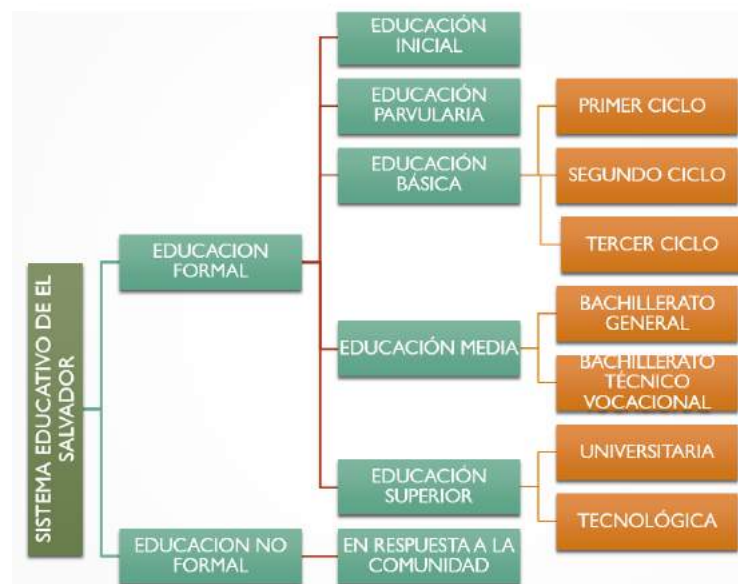 SISTEMA EDUCATIVO DE EL
SALVADOR
EDUCACION
FORMAL
EDUCACIÓN
INICIAL
EDUCACIÓN
PARVULARIA
EDUCACIÓN
BÁSICA
PRIMER CICLO
SEGUNDO CICLO
TERCER CICLO
EDUCACIÓN MEDIA
BACHILLERATO
GENERAL
BACHILLERATO
TÉCNICO
VOCACIONAL
EDUCACIÓN
SUPERIOR
UNIVERSITARIA
TECNOLÓGICA
EDUCACION NO
FORMAL
EN RESPUESTA A LA
COMUNIDAD